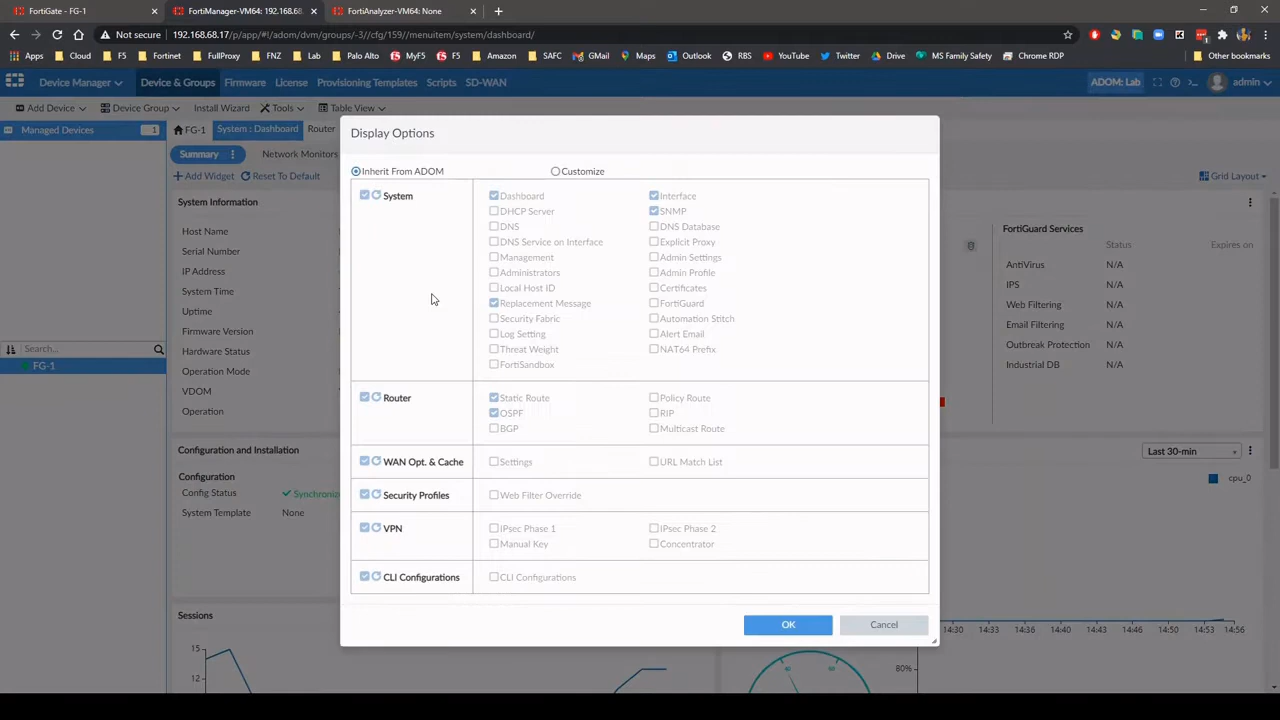 FortiGate - FG-1
FortiManager-VM64: 192.168.68.
FortiAnalyzer-VM64: None
Not secure
192.168.68.17/p/app/#!/adom/dvm/groups/-3//cfg/159//menuitem/system/dashboard/
Apps Cloud F5 Fortinet FullProxy FNZ Lab Palo Alto MyF5 F5 Amazon SAFC GMail Maps Outlook RBS YouTube Twitter Drive MS Family Safety Chrome RDP Other bookmarks
Device Manager Device & Groups Firmware License Provisioning Templates Scripts SD-WAN ADOM: Lab admin
Add Device Device Group Install Wizard Tools Table View
Managed Devices 1
FG-1 System : Dashboard Router
Summary Network Monitors
Add Widget Reset To Default Grid Layout
Search...
FG-1
System Information
Host Name
Serial Number
IP Address
System Time
Uptime
Firmware Version
Hardware Status
Operation Mode
VDOM
Operation
Configuration and Installation
Configuration
Config Status Synchroniz
System Template None
Sessions
15
12
Display Options
Inherit From ADOM Customize
System
Dashboard Interface
DHCP Server SNMP
DNS DNS Database
DNS Service on Interface Explicit Proxy
Management Admin Settings
Administrators Admin Profile
Local Host ID Certificates
Replacement Message FortiGuard
Security Fabric Automation Stitch
Log Setting Alert Email
Threat Weight NAT64 Prefix
FortiSandbox
Router
Static Route Policy Route
OSPF RIP
BGP Multicast Route
WAN Opt. & Cache
Settings URL Match List
Security Profiles
Web Filter Override
VPN
IPsec Phase 1 IPsec Phase 2
Manual Key Concentrator
CLI Configurations
CLI Configurations
OK Cancel
FortiGuard Services
Status Expires on
AntiVirus N/A
IPS N/A
Web Filtering N/A
Email Filtering N/A
Outbreak Protection N/A
Industrial DB N/A
Last 30-min
cpu_0
14:30 14:33 14:36 14:40 14:43 14:46 14:50 14:53 14:56
80%